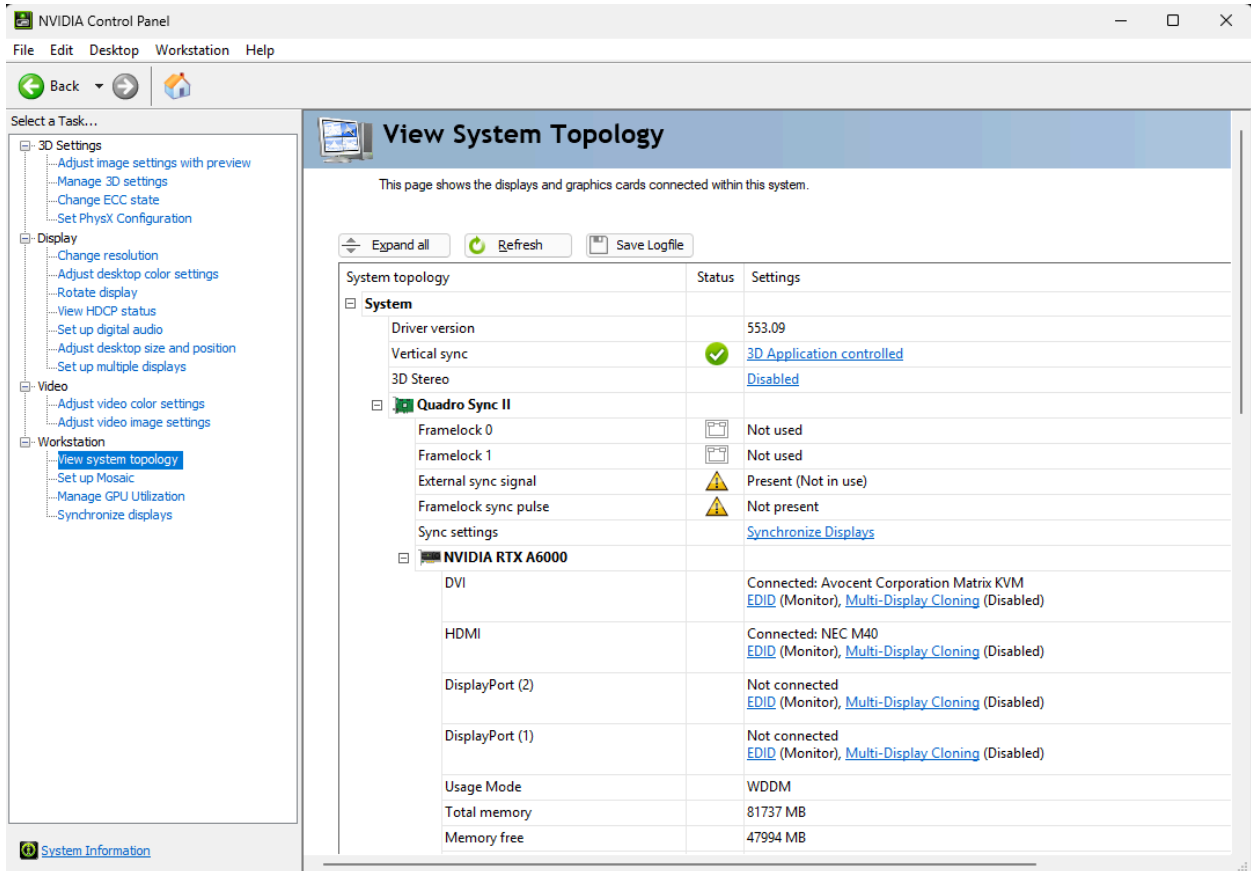 NVIDIA Control Panel
File Edit Desktop Workstation Help
Back
Select a Task...
3D Settings
Adjust image settings with preview
Manage 3D settings
Change ECC state
Set PhysX Configuration
Display
Change resolution
Adjust desktop color settings
Rotate display
View HDCP status
Set up digital audio
Adjust desktop size and position
Set up multiple displays
Video
Adjust video color settings
Adjust video image settings
Workstation
View system topology
Set up Mosaic
Manage GPU Utilization
Synchronize displays
System Information
View System Topology
This page shows the displays and graphics cards connected within this system.
Expand all Refresh Save Logfile
System topology Status Settings
System
Driver version 553.09
Vertical sync 3D Application controlled
3D Stereo Disabled
Quadro Sync II
Framelock 0 Not used
Framelock 1 Not used
External sync signal Present (Not in use)
Framelock sync pulse Not present
Sync settings Synchronize Displays
NVIDIA RTX A6000
DVI Connected: Avocent Corporation Matrix KVM
EDID (Monitor), Multi-Display Cloning (Disabled)
HDMI Connected: NEC M40
EDID (Monitor), Multi-Display Cloning (Disabled)
DisplayPort (2) Not connected
EDID (Monitor), Multi-Display Cloning (Disabled)
DisplayPort (1) Not connected
EDID (Monitor), Multi-Display Cloning (Disabled)
Usage Mode WDDM
Total memory 81737 MB
Memory free 47994 MB